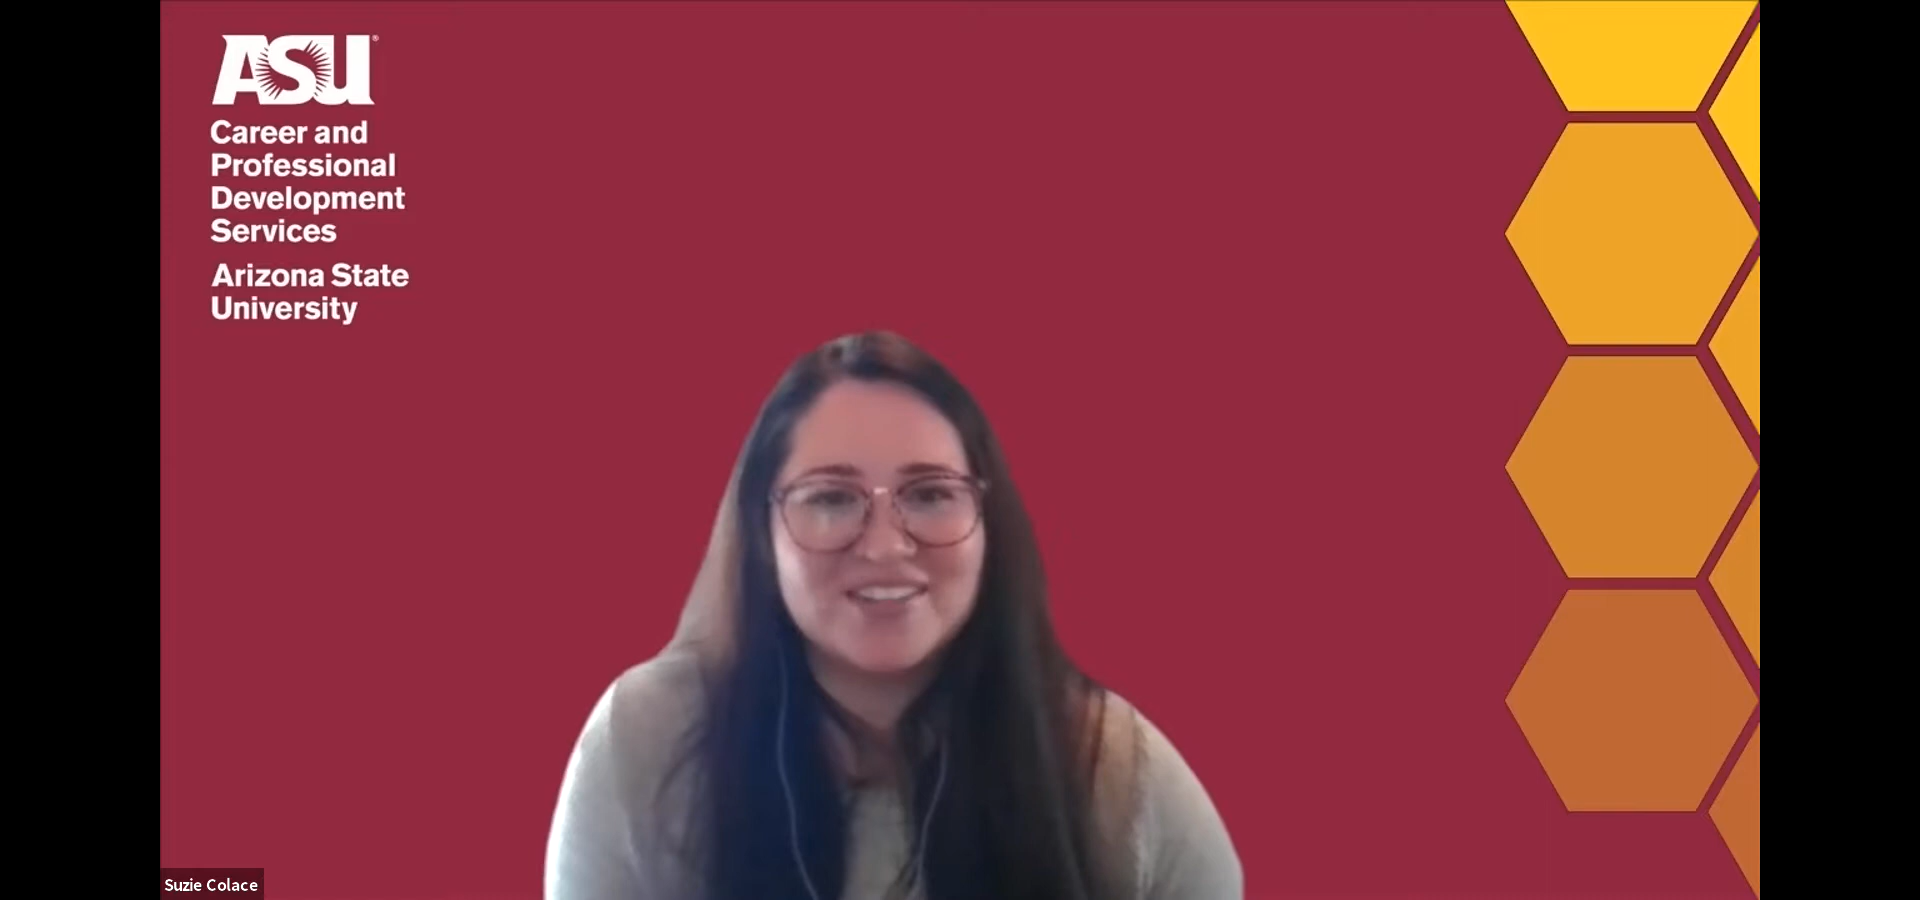 ASU
Career and
Professional
Development
Services
Arizona State
University
Suzie Colace